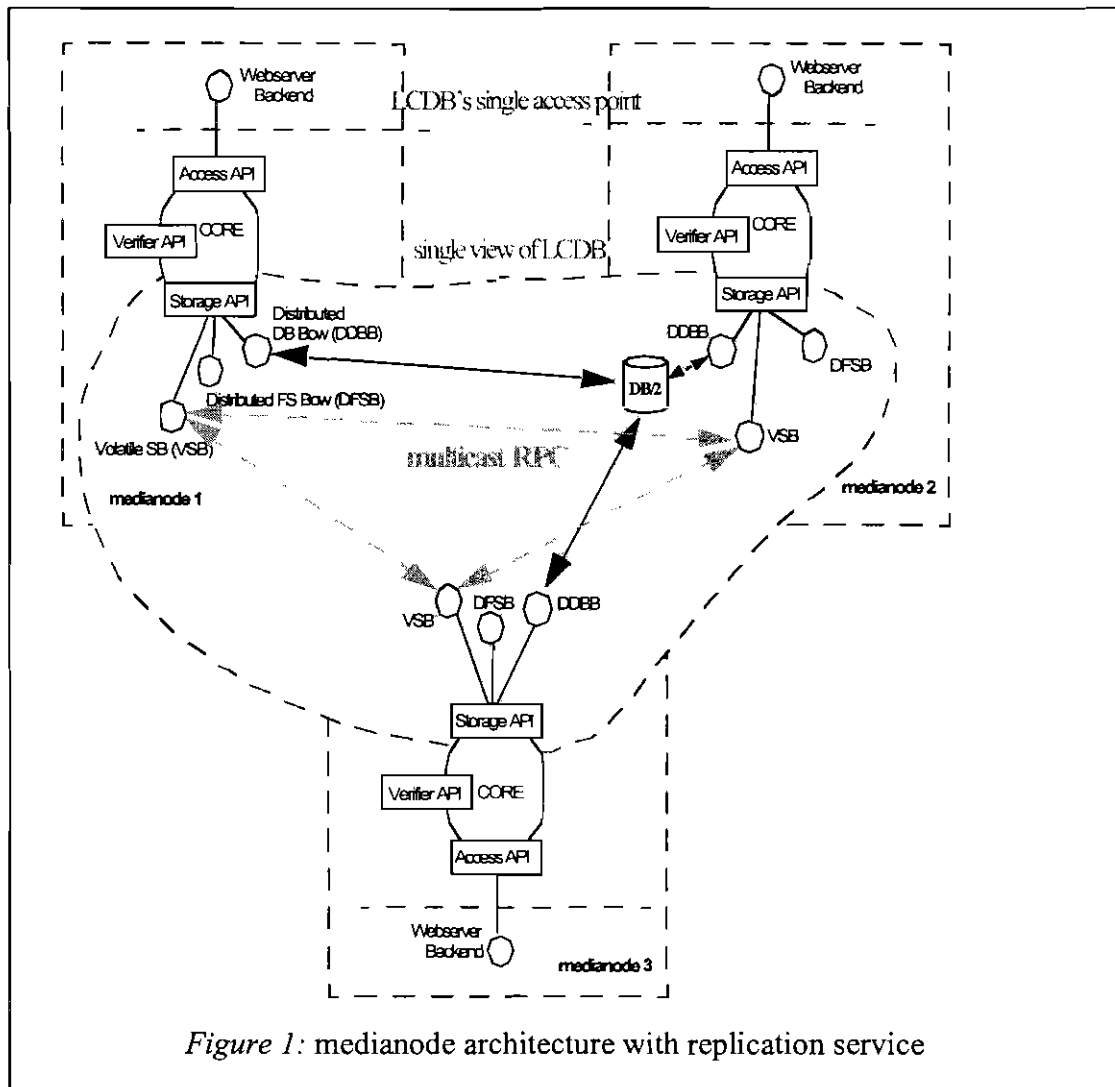 Webserver
Backend
LCDB's single access point
Webserver
Backend
Access API
Access API
CORE
Verifier API
CORE
Verifier API
single view of LCDB
Storage API
Storage API
Distributed
DB Bow (DDBB)
DDBB
DFSB
DB/2
Distributed FS Bow (DFSB)
Volatile SB (VSB)
VSB
multicast RPC
medianode 1
medianode 2
VSB
DFSB
DDBB
Storage API
Verifier API
CORE
Access API
Webserver
Backend
medianode 3
Figure 1: medianode architecture with replication service